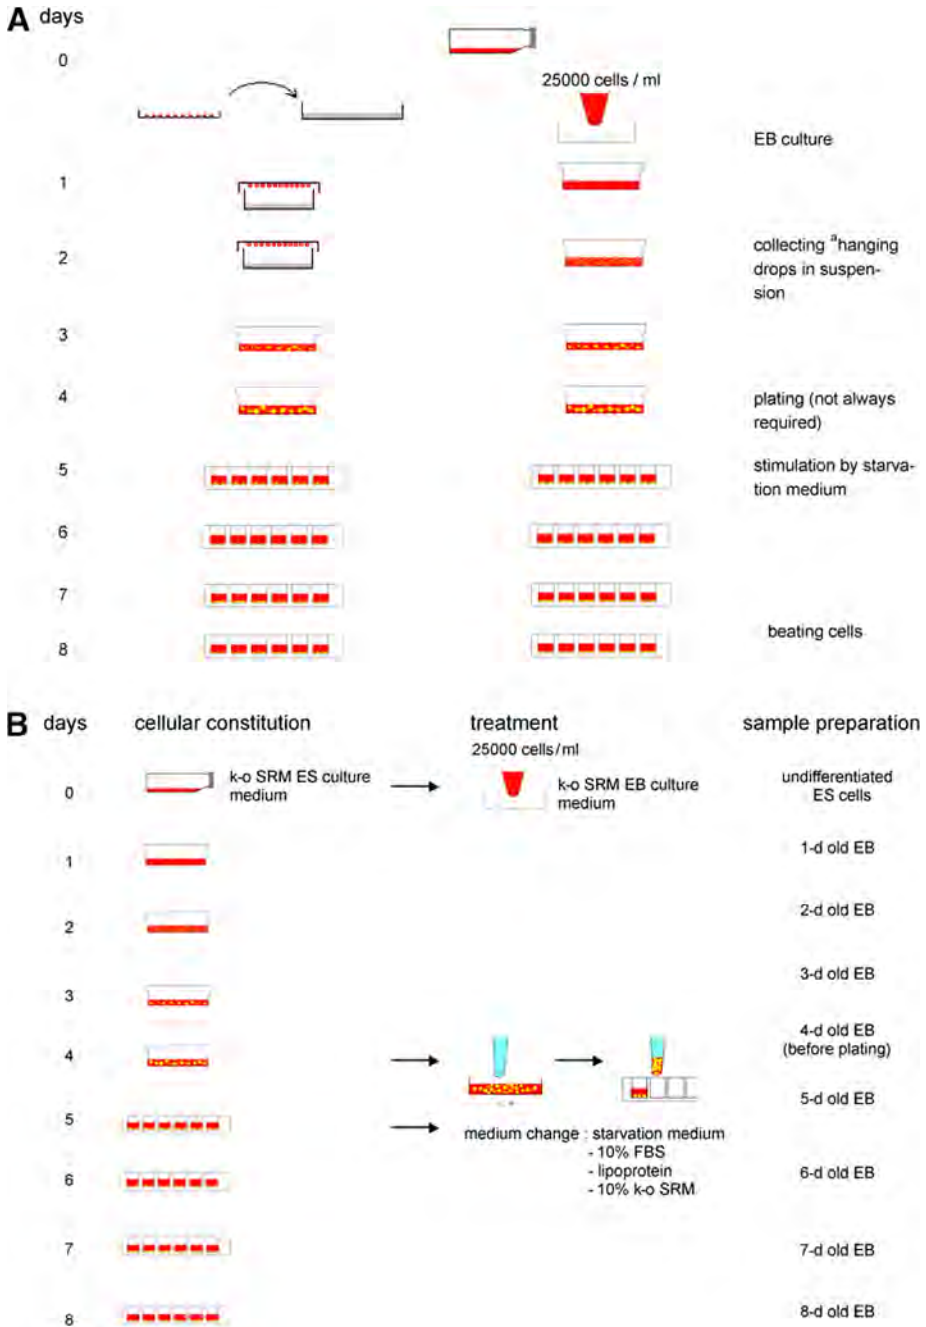 A days
0
25000 cells / ml
EB culture
1
2
collecting ahanging
drops in suspen-
sion
3
4
plating (not always
required)
5
stimulation by starva-
tion medium
6
7
beating cells
8
B days cellular constitution treatment sample preparation
25000 cells/ml
0
k-o SRM ES culture
medium
k-o SRM EB culture
medium
undifferentiated
ES cells
1
1-d old EB
2
2-d old EB
3
3-d old EB
4
4-d old EB
(before plating)
5
5-d old EB
medium change : starvation medium
- 10% FBS
- lipoprotein
- 10% k-o SRM
6
6-d old EB
7
7-d old EB
8
8-d old EB